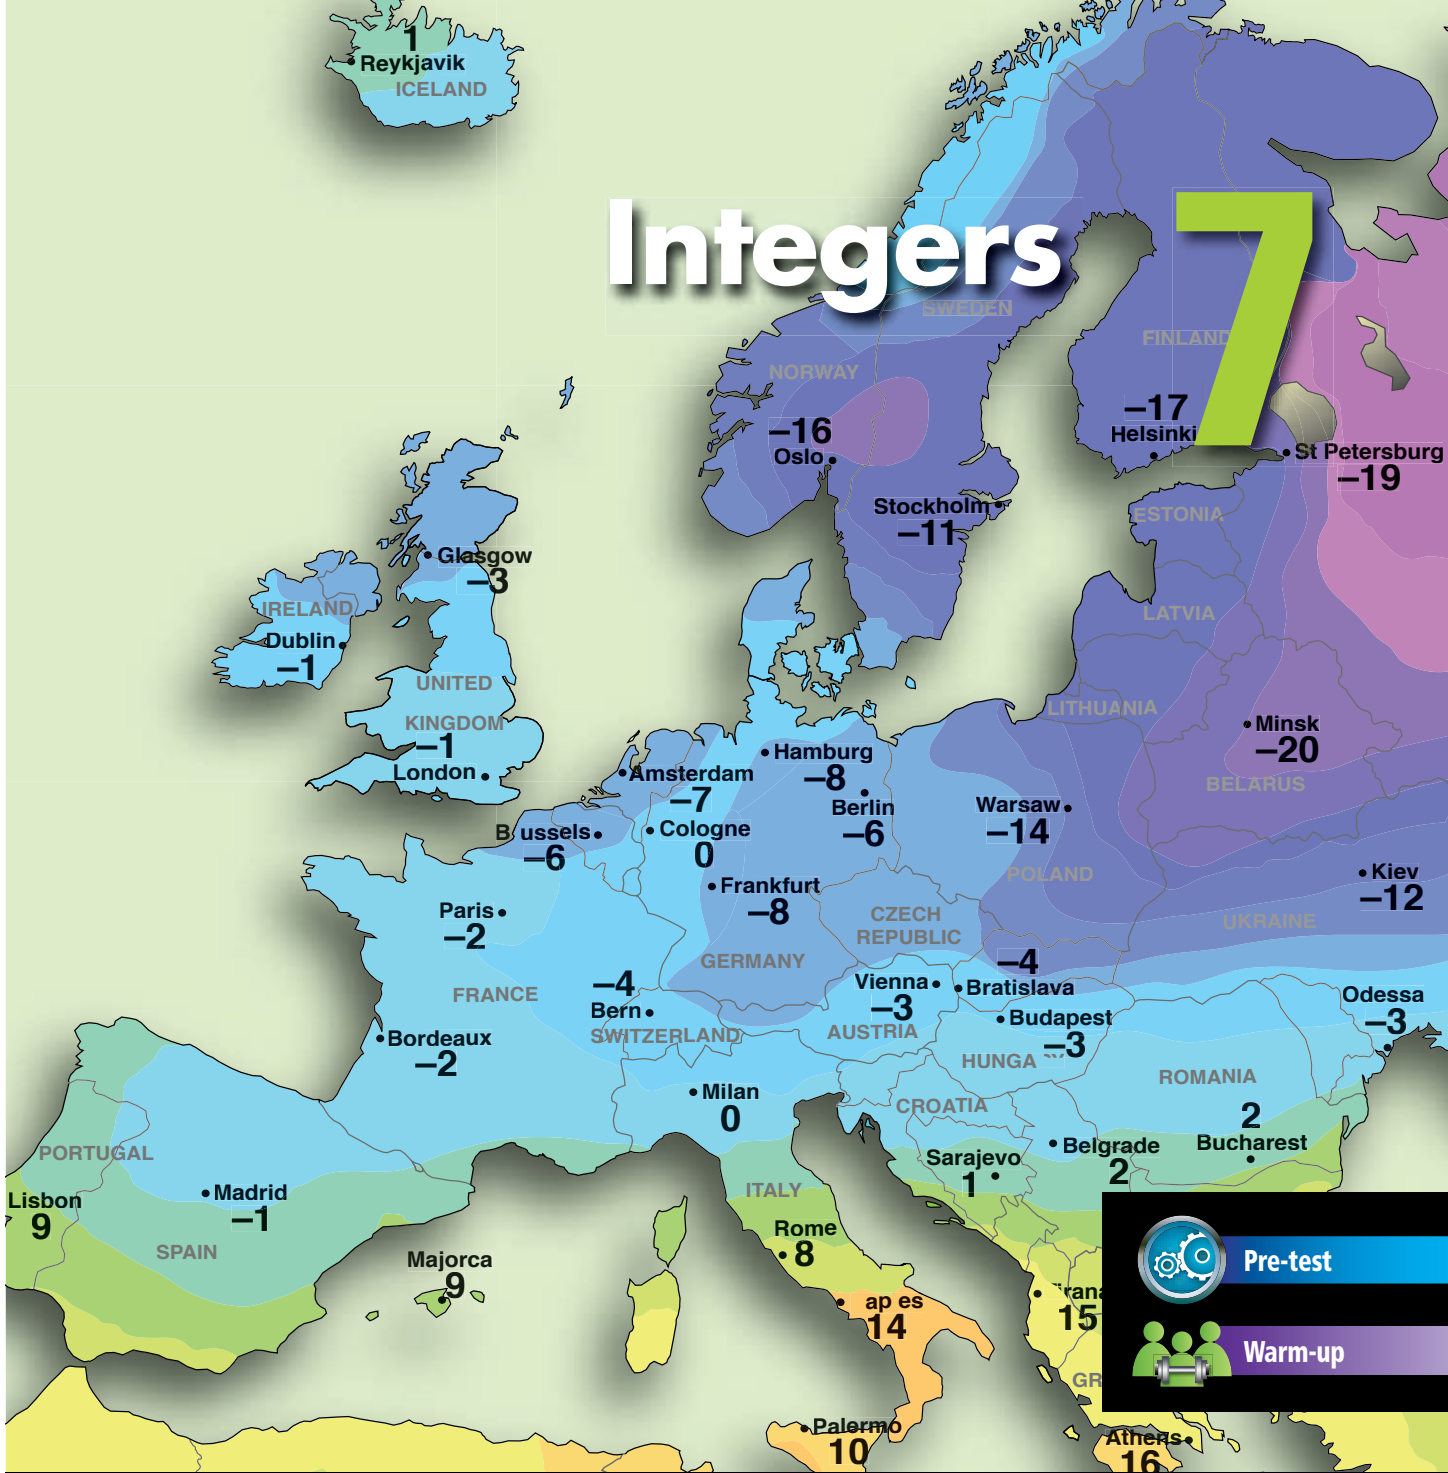 1
Reykjavik
ICELAND
Integers 7
SWEDEN
FINLAND
NORWAY
–17
Helsinki
–16
Oslo
St Petersburg
–19
Stockholm
–11
ESTONIA
Glasgow
–3
IRELAND
LATVIA
Dublin
–1
UNITED
KINGDOM
–1
London
LITHUANIA
Minsk
–20
BELARUS
Hamburg
–8
Amsterdam
–7
Berlin
–6
Warsaw
–14
B ussels
–6
Cologne
0
POLAND
Kiev
–12
Frankfurt
–8
Paris
–2
CZECH
REPUBLIC
UKRAINE
GERMANY
–4
Bratislava
Vienna
–3
FRANCE
–4
Bern
SWITZERLAND
AUSTRIA
Odessa
–3
Budapest
–3
HUNGA
Bordeaux
–2
ROMANIA
Milan
0
CROATIA
2
Bucharest
Belgrade
2
Sarajevo
1
PORTUGAL
Lisbon
9
Madrid
–1
SPAIN
ITALY
Rome
8
Majorca
9
Pre-test
irana
15
ap es
14
Warm-up
GR
Palermo
10
Athens
16